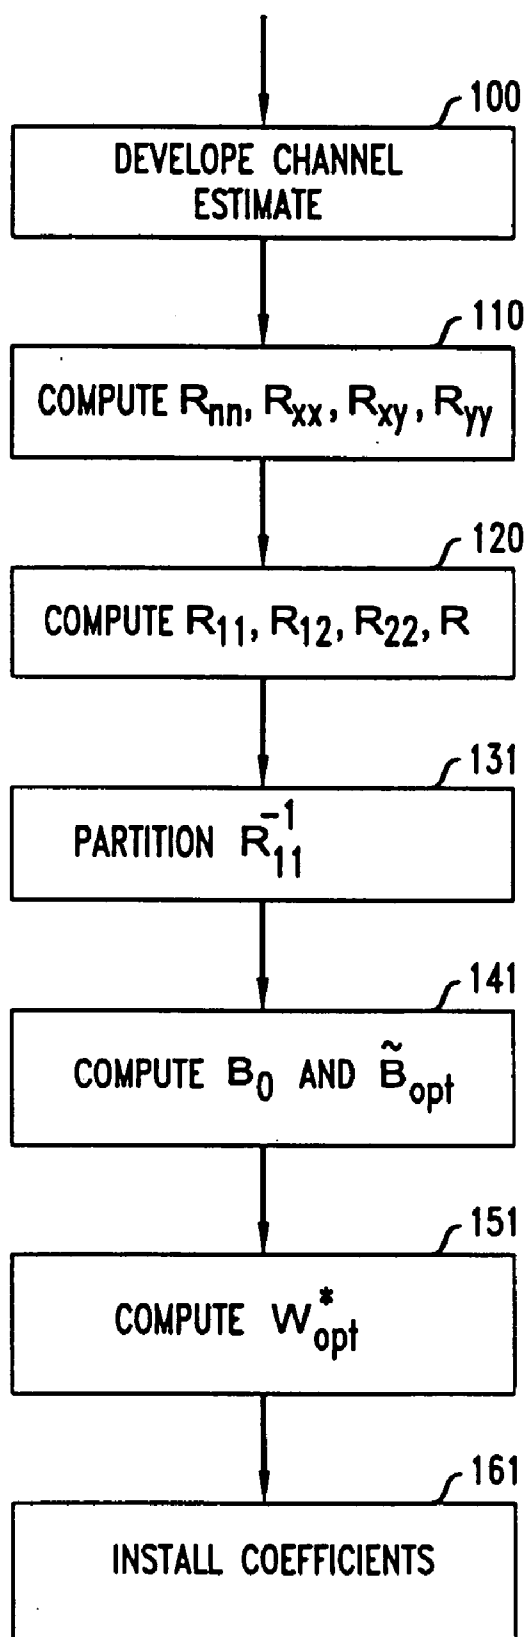 100
DEVELOPE CHANNEL
ESTIMATE
110
COMPUTE Rnn, Rxx, Rxy, Ryy
120
COMPUTE R11, R12, R22, R
131
PARTITION R11^-1
141
COMPUTE B0 AND B̃opt
151
COMPUTE W*opt
161
INSTALL COEFFICIENTS